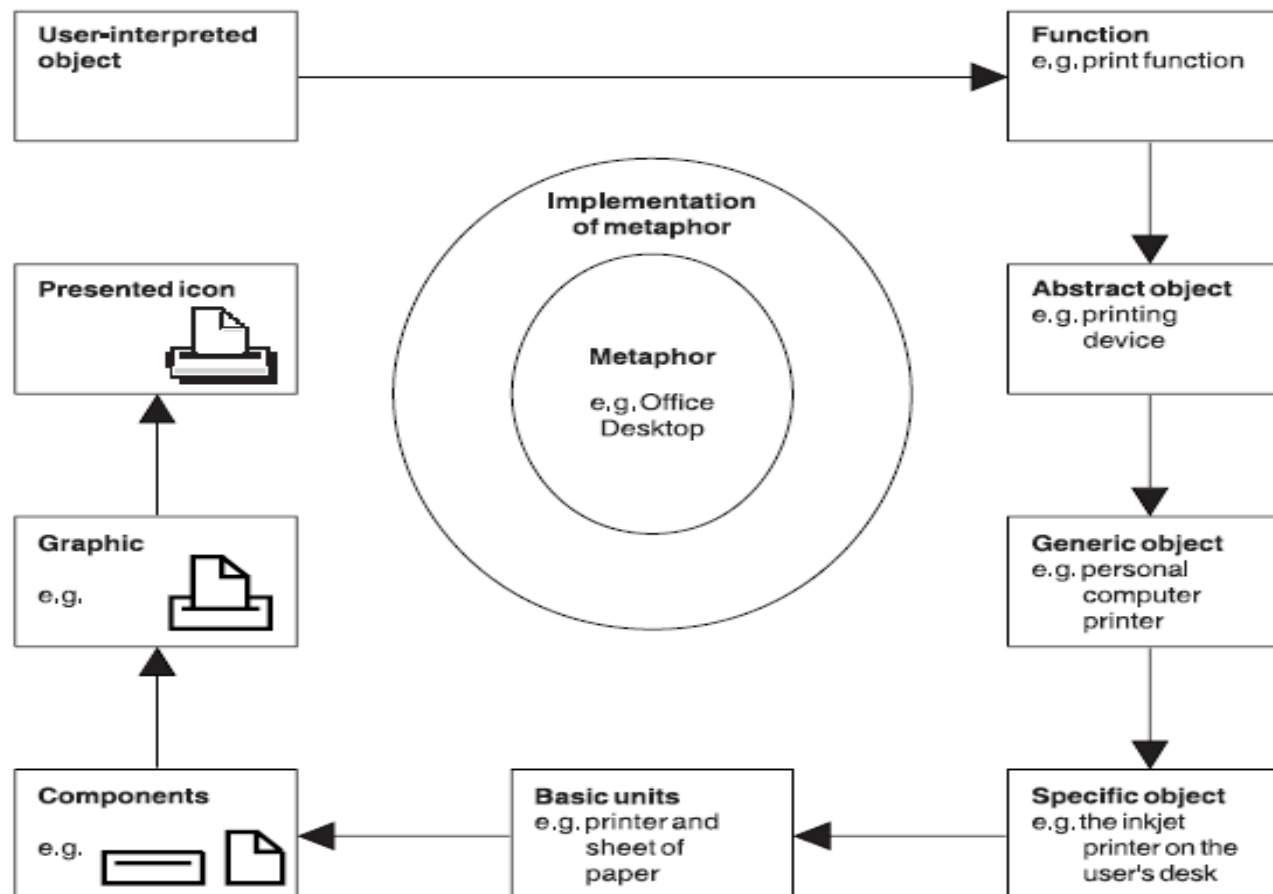 User-interpreted
object
Function
e.g. print function
Implementation
of metaphor
Presented icon
Abstract object
e.g. printing
device
Metaphor
e.g. Office
Desktop
Graphic
e.g.
Generic object
e.g. personal
computer
printer
Components
e.g.
Basic units
e.g. printer and
sheet of
paper
Specific object
e.g. the inkjet
printer on the
user's desk